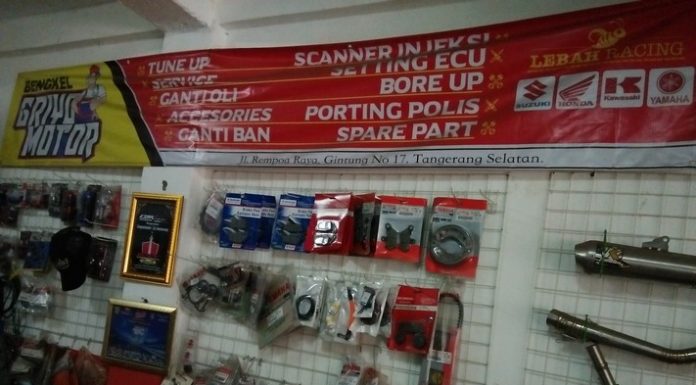 BENGKEL
GRIYO
MOTOR
TUNE UP
SERVICE
GANTI OLI
ACCESORIES
GANTI BAN
SCANNER INJEKSI
SETTING ECU
BORE UP
PORTING POLIS
SPARE PART
LEBAH RACING
SUZUKI
HONDA
Kawasaki
YAMAHA
Jl. Rempoa Raya, Gintung No 17, Tangerang Selatan.